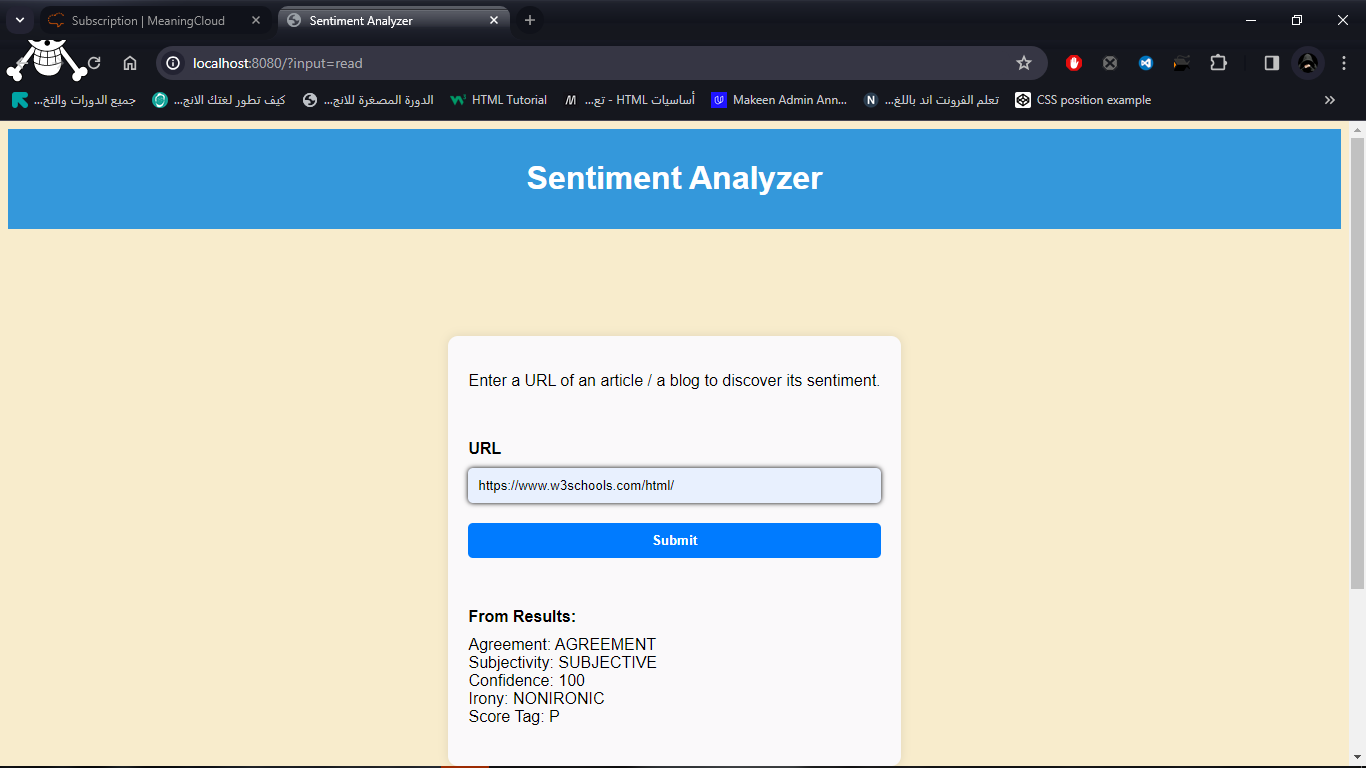 Subscription | MeaningCloud
Sentiment Analyzer
localhost:8080/?input=read
جميع الدورات والتخ...
كيف تطور لغتك الانج...
الدورة المصغرة للانج...
HTML Tutorial
أساسيات HTML - تع...
Makeen Admin Ann...
تعلم الفرونت اند باللغ...
CSS position example
Sentiment Analyzer
Enter a URL of an article / a blog to discover its sentiment.
URL
https://www.w3schools.com/html/
Submit
From Results:
Agreement: AGREEMENT
Subjectivity: SUBJECTIVE
Confidence: 100
Irony: NONIRONIC
Score Tag: P